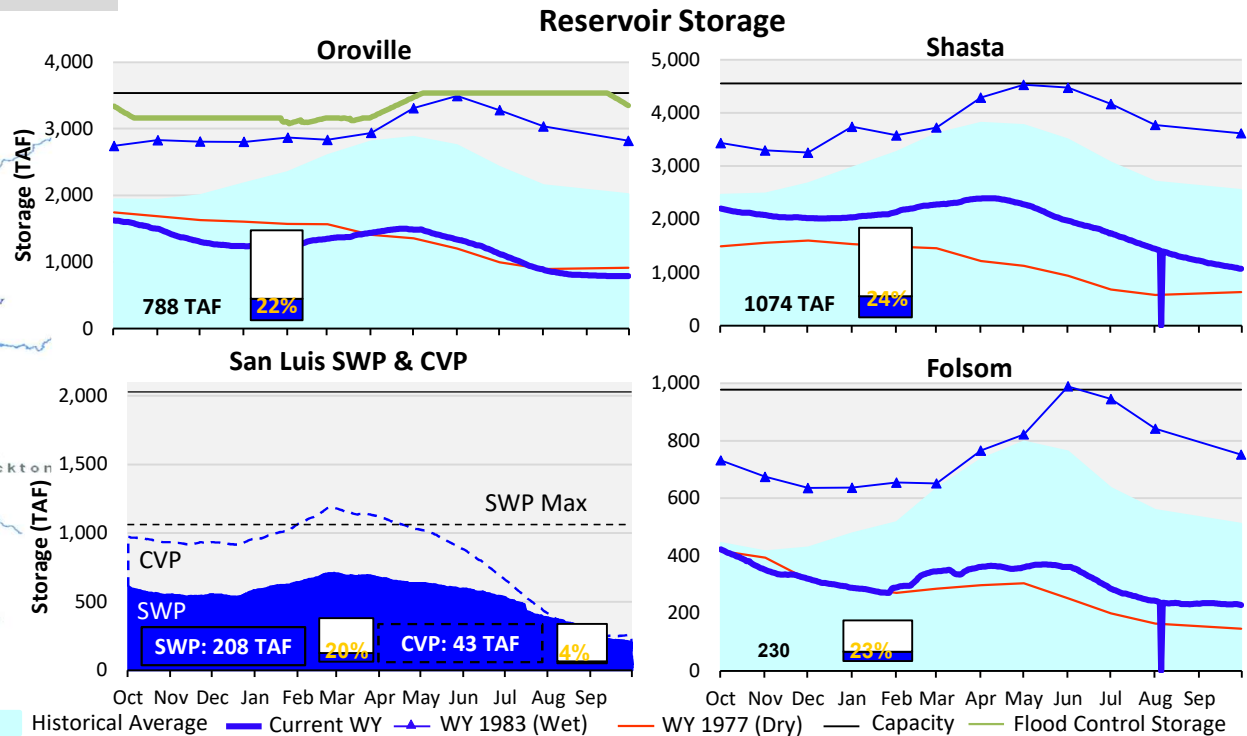 Reservoir Storage
Oroville
Storage (TAF)
4,000
3,000
2,000
1,000
0
788 TAF
22%
Shasta
5,000
4,000
3,000
2,000
1,000
0
1074 TAF
24%
San Luis SWP & CVP
Storage (TAF)
2,000
1,500
1,000
500
0
SWP Max
CVP
SWP
SWP: 208 TAF
20%
CVP: 43 TAF
4%
Oct Nov Dec Jan Feb Mar Apr May Jun Jul Aug Sep
Folsom
1,000
800
600
400
200
0
230
23%
Oct Nov Dec Jan Feb Mar Apr May Jun Jul Aug Sep
ckton
Historical Average Current WY WY 1983 (Wet) WY 1977 (Dry) Capacity Flood Control Storage